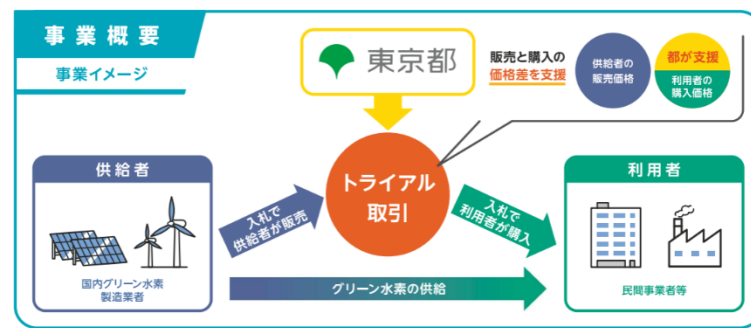 事業概要
事業イメージ
東京都
販売と購入の
価格差を支援
供給者の
販売価格
都が支援
利用者の
購入価格
供給者
国内グリーン水素
製造業者
入札で
供給者が販売
トライアル
取引
入札で
利用者が購入
利用者
民間事業者等
グリーン水素の供給